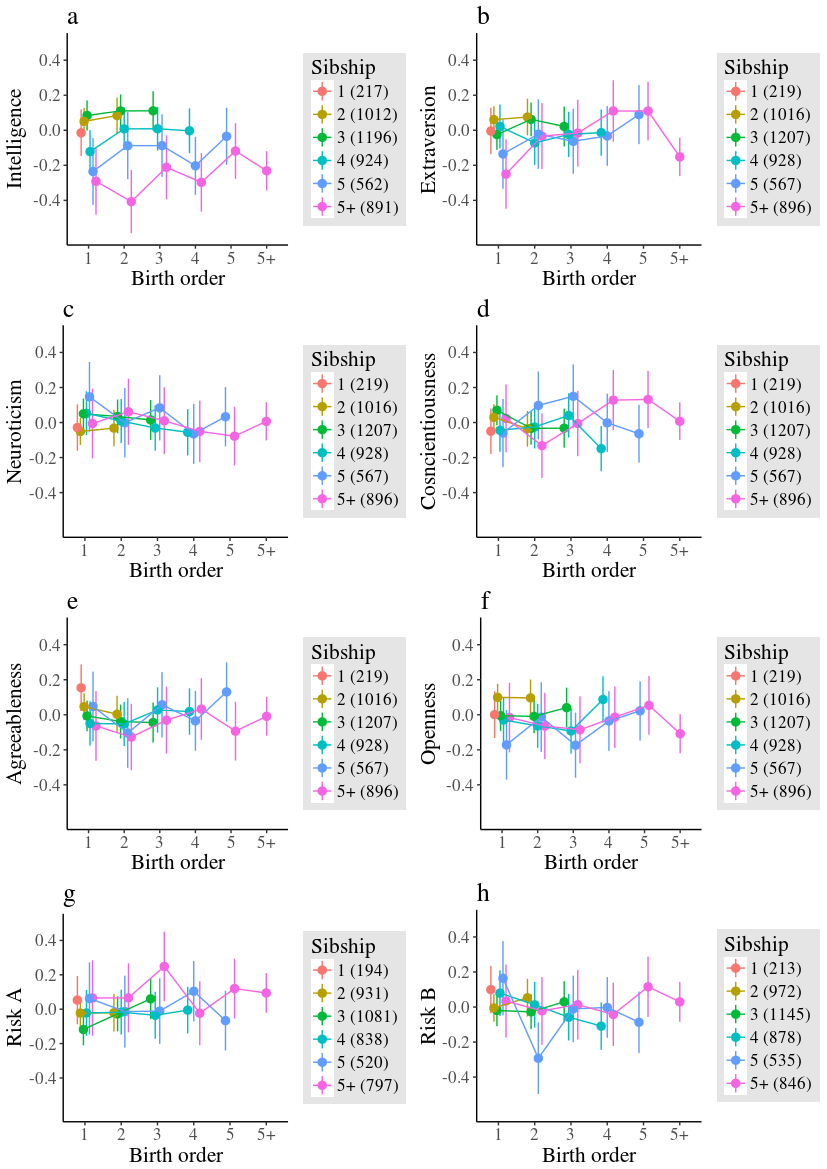 a
Intelligence
0.4
0.2
0.0
-0.2
-0.4
1 2 3 4 5 5+
Birth order
Sibship
1 (217)
2 (1012)
3 (1196)
4 (924)
5 (562)
5+ (891)
b
Extraversion
0.4
0.2
0.0
-0.2
-0.4
1 2 3 4 5 5+
Birth order
Sibship
1 (219)
2 (1016)
3 (1207)
4 (928)
5 (567)
5+ (896)
c
Neuroticism
0.4
0.2
0.0
-0.2
-0.4
1 2 3 4 5 5+
Birth order
Sibship
1 (219)
2 (1016)
3 (1207)
4 (928)
5 (567)
5+ (896)
d
Cosncientiousness
0.4
0.2
0.0
-0.2
-0.4
1 2 3 4 5 5+
Birth order
Sibship
1 (219)
2 (1016)
3 (1207)
4 (928)
5 (567)
5+ (896)
e
Agreeableness
0.4
0.2
0.0
-0.2
-0.4
1 2 3 4 5 5+
Birth order
Sibship
1 (219)
2 (1016)
3 (1207)
4 (928)
5 (567)
5+ (896)
f
Openness
0.4
0.2
0.0
-0.2
-0.4
1 2 3 4 5 5+
Birth order
Sibship
1 (219)
2 (1016)
3 (1207)
4 (928)
5 (567)
5+ (896)
g
Risk A
0.4
0.2
0.0
-0.2
-0.4
1 2 3 4 5 5+
Birth order
Sibship
1 (194)
2 (931)
3 (1081)
4 (838)
5 (520)
5+ (797)
h
Risk B
0.4
0.2
0.0
-0.2
-0.4
1 2 3 4 5 5+
Birth order
Sibship
1 (213)
2 (972)
3 (1145)
4 (878)
5 (535)
5+ (846)